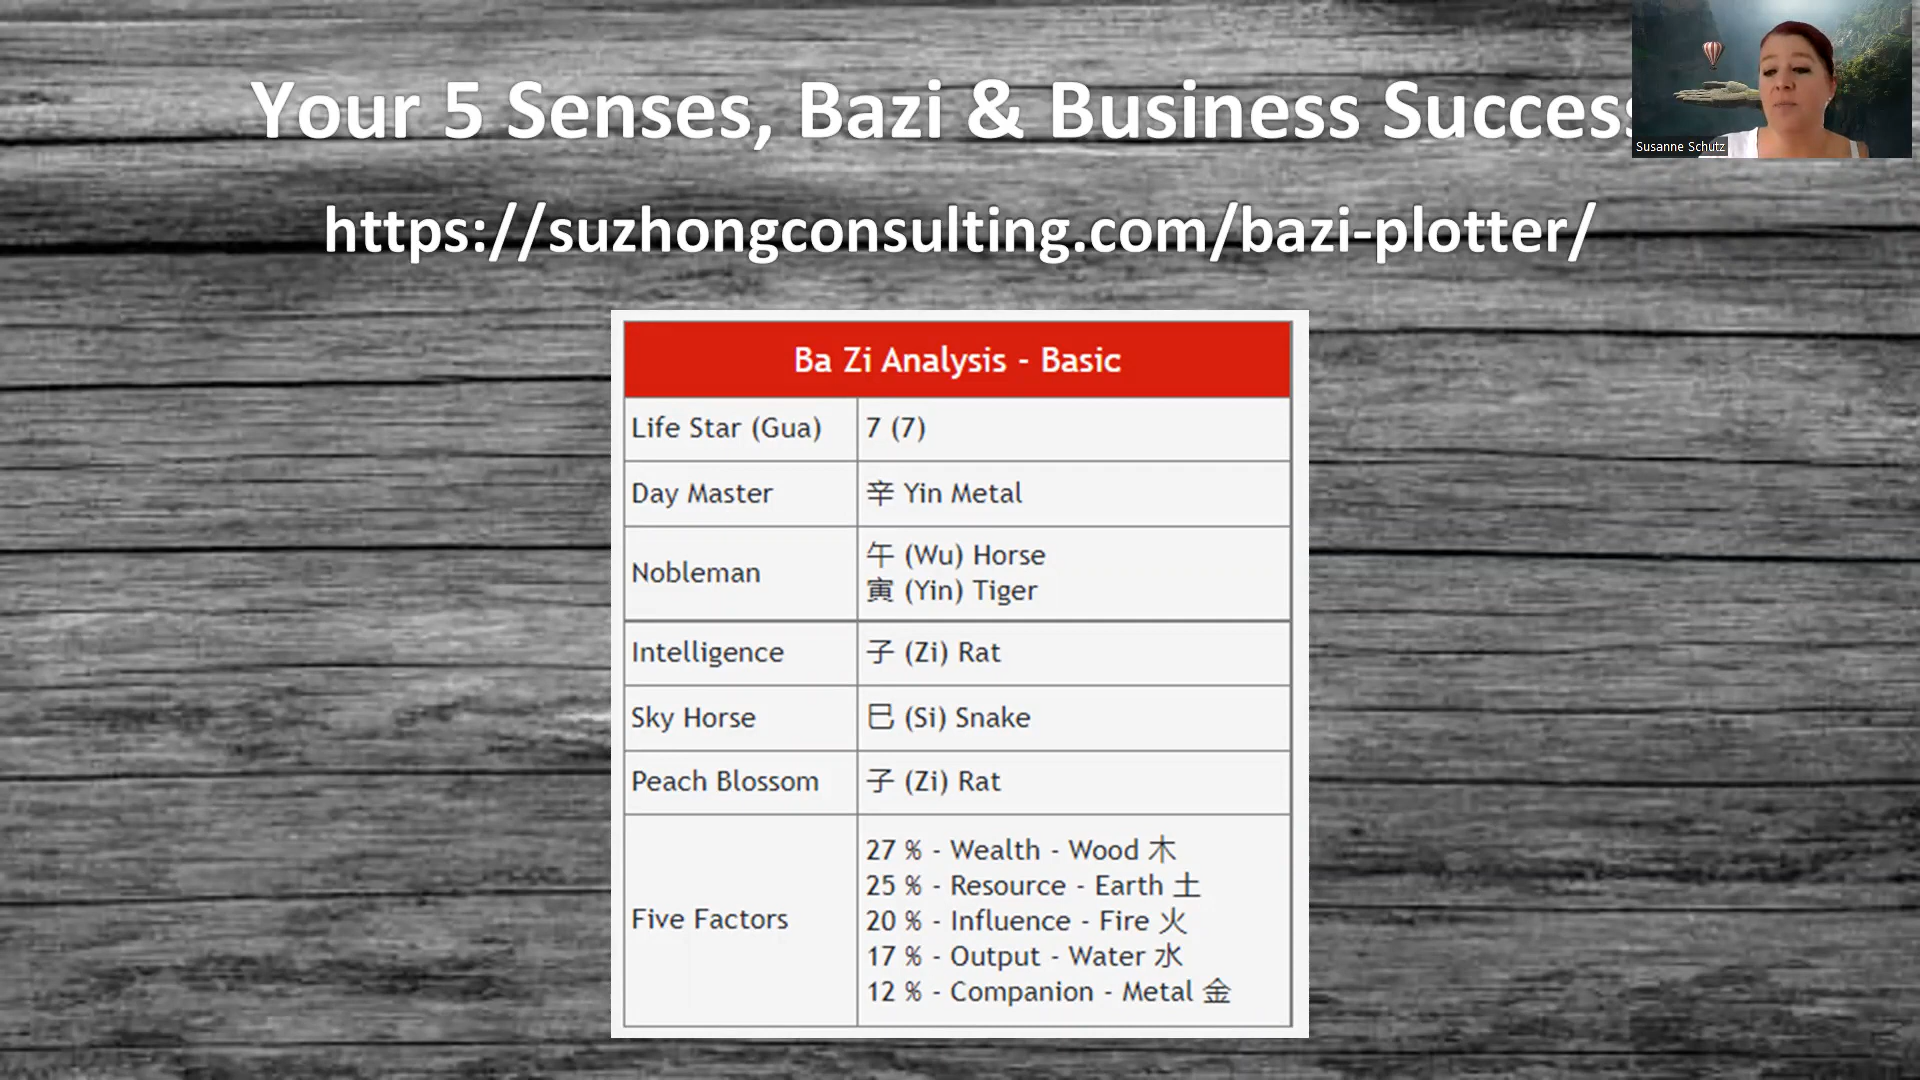 Your 5 Senses, Bazi & Business Success
https://suzhongconsulting.com/bazi-plotter/
Susanne Schutz
Ba Zi Analysis - Basic
Life Star (Gua) 7 (7)
Day Master 辛 Yin Metal
Nobleman 午 (Wu) Horse
寅 (Yin) Tiger
Intelligence 子 (Zi) Rat
Sky Horse 巳 (Si) Snake
Peach Blossom 子 (Zi) Rat
Five Factors
27 % - Wealth - Wood 木
25 % - Resource - Earth 土
20 % - Influence - Fire 火
17 % - Output - Water 水
12 % - Companion - Metal 金